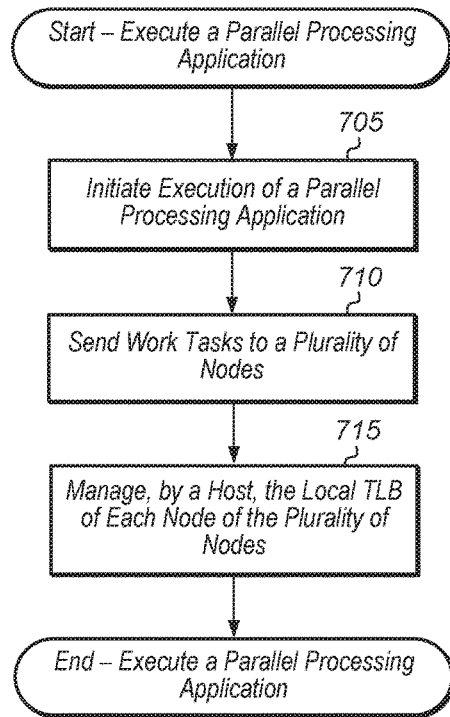 Start – Execute a Parallel Processing
Application
705
Initiate Execution of a Parallel
Processing Application
710
Send Work Tasks to a Plurality of
Nodes
715
Manage, by a Host, the Local TLB
of Each Node of the Plurality of
Nodes
End – Execute a Parallel Processing
Application